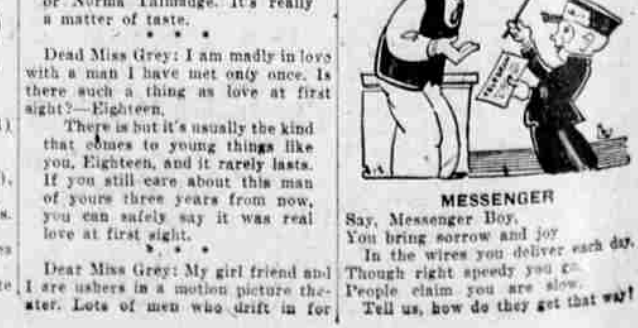 or Norma Talmadge. It's really
a matter of taste.
* * *
Dead Miss Grey: I am madly in love
with a man I have met only once. Is
there such a thing as love at first
sight?—Eighteen.
There is but it's usually the kind
that comes to young things like
you, Eighteen, and it rarely lasts.
If you still care about this man
of yours three years from now,
you can safely say it was real
love at first sight.
* * *
Dear Miss Grey: My girl friend and
I are ushers in a motion picture the-
ater. Lots of men who drift in for
TELEGRAM
MESSENGER
Say, Messenger Boy,
You bring sorrow and joy
In the wires you deliver each day.
Though right speedy you go
People claim you are slow.
Tell us, how do they get that way!